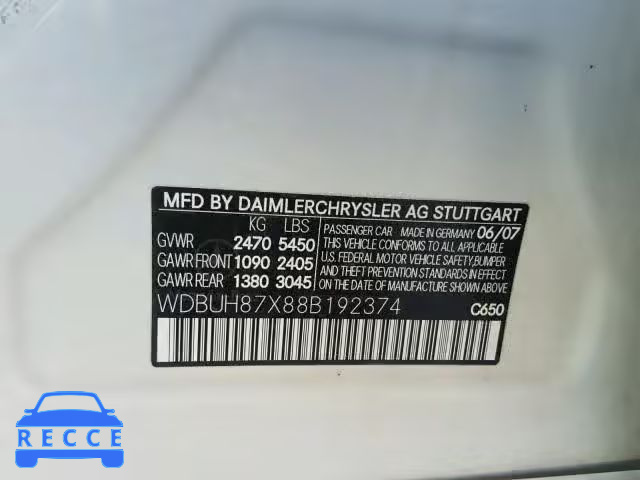 MFD BY DAIMLERCHRYSLER AG STUTTGART
KG LBS
GVWR 2470 5450
GAWR FRONT 1090 2405
GAWR REAR 1380 3045
PASSENGER CAR MADE IN GERMANY 06/07
THIS VEHICLE CONFORMS TO ALL APPLICABLE
U.S. FEDERAL MOTOR VEHICLE SAFETY, BUMPER,
AND THEFT PREVENTION STANDARDS IN EFFECT
ON THE DATE OF MANUFACTURE SHOWN ABOVE.
WDBUH87X88B192374 C650
RECCE